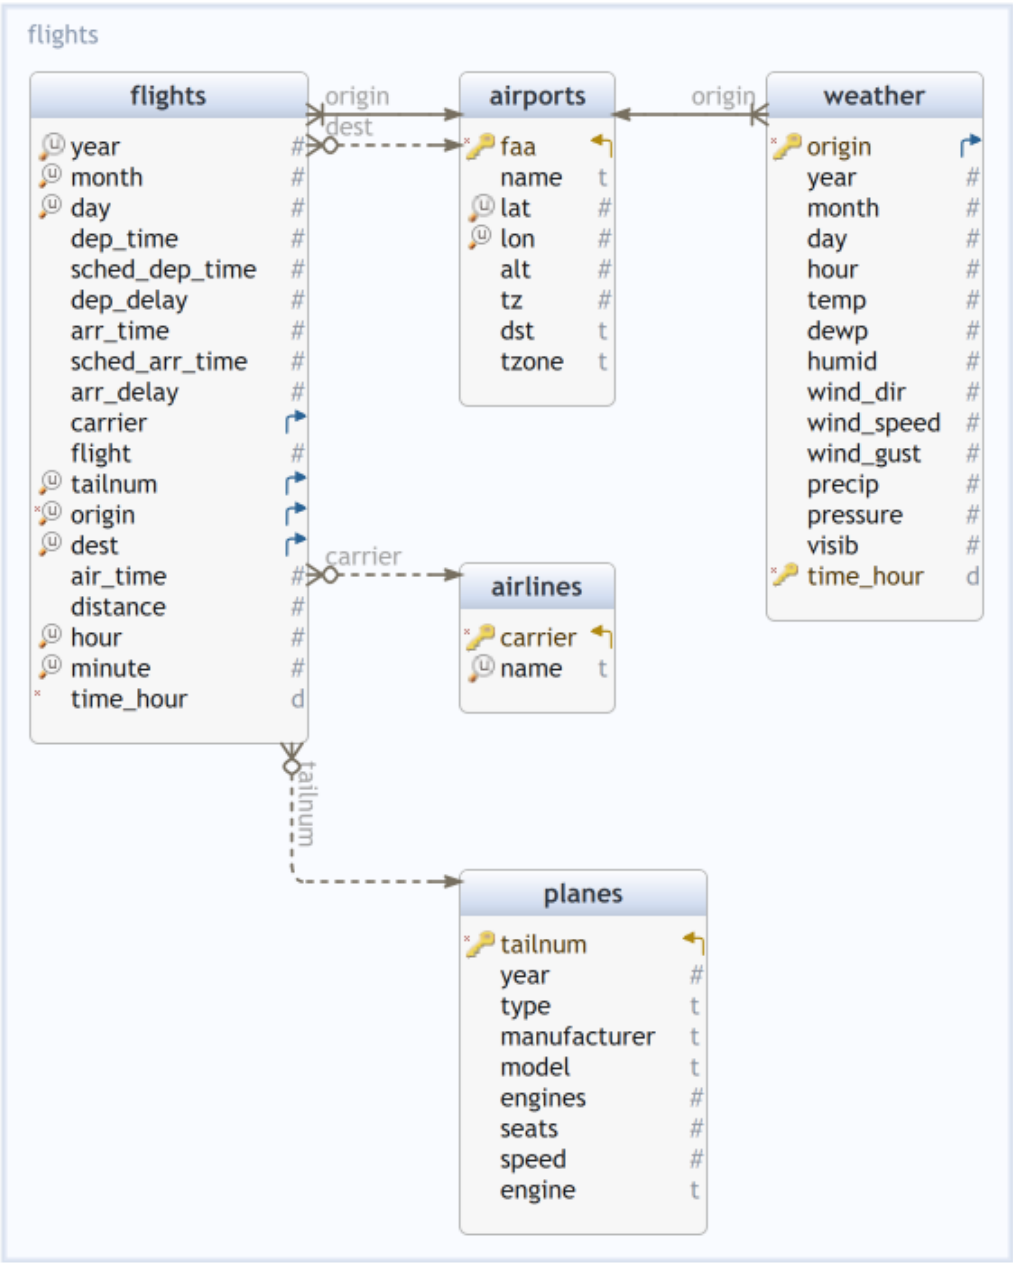 flights
flights
year #
month #
day #
dep_time #
sched_dep_time #
dep_delay #
arr_time #
sched_arr_time #
arr_delay #
carrier
flight #
tailnum
origin
dest
air_time #
distance #
hour #
minute #
time_hour d
origin
dest
airports
faa
name t
lat #
lon #
alt #
tz #
dst t
tzone t
origin
weather
origin
year #
month #
day #
hour #
temp #
dewp #
humid #
wind_dir #
wind_speed #
wind_gust #
precip #
pressure #
visib #
time_hour d
carrier
airlines
carrier
name t
tailnum
planes
tailnum
year #
type t
manufacturer t
model t
engines #
seats #
speed #
engine t